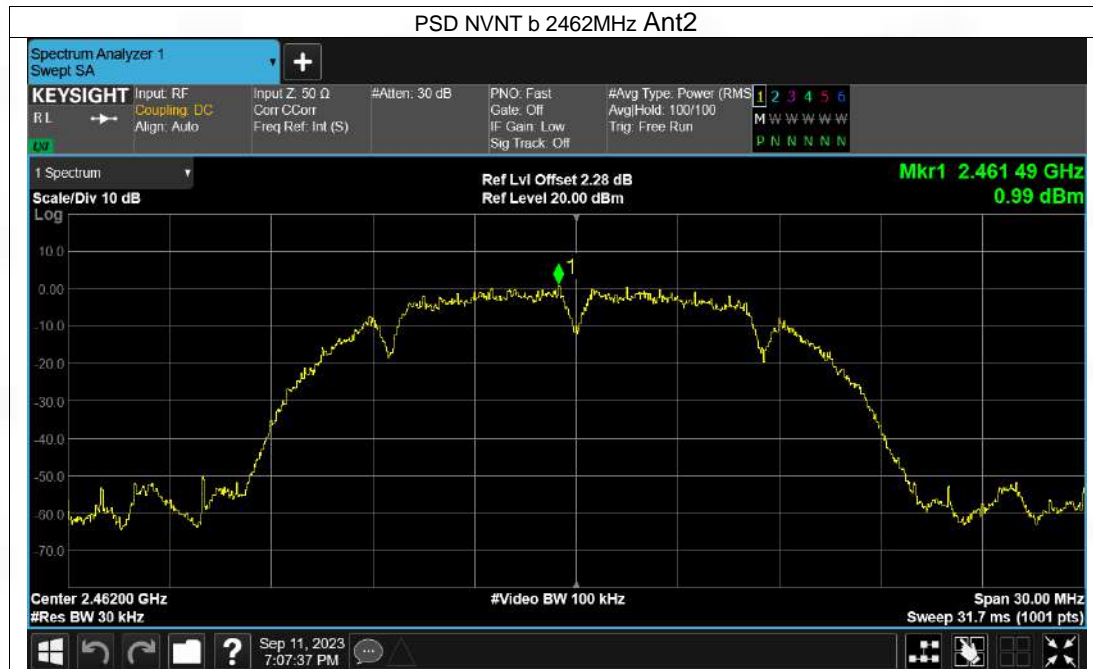 PSD NVNT b 2462MHz Ant2
Spectrum Analyzer 1
Swept SA
KEYSIGHT
RL
Input: RF
Coupling: DC
Align: Auto
Input Z: 50 Ω
Corr CCorr
Freq Ref: Int (S)
#Atten: 30 dB
PNO: Fast
Gate: Off
IF Gain: Low
Sig Track: Off
#Avg Type: Power (RMS
Avg|Hold: 100/100
Trig: Free Run
1 2 3 4 5 6
M W W W W W
P N N N N N
LXI
1 Spectrum
Scale/Div 10 dB
Ref Lvl Offset 2.28 dB
Ref Level 20.00 dBm
Mkr1 2.461 49 GHz
0.99 dBm
Log
10.0
0.00
-10.0
-20.0
-30.0
-40.0
-50.0
-60.0
-70.0
1
Center 2.46200 GHz
#Res BW 30 kHz
#Video BW 100 kHz
Span 30.00 MHz
Sweep 31.7 ms (1001 pts)
?
Sep 11, 2023
7:07:37 PM